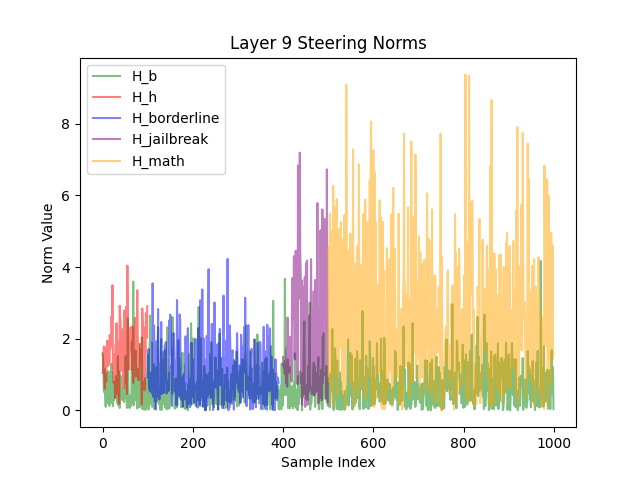 Layer 9 Steering Norms
H_b
H_h
H_borderline
H_jailbreak
H_math
Norm Value
8
6
4
2
0
0 200 400 600 800 1000
Sample Index